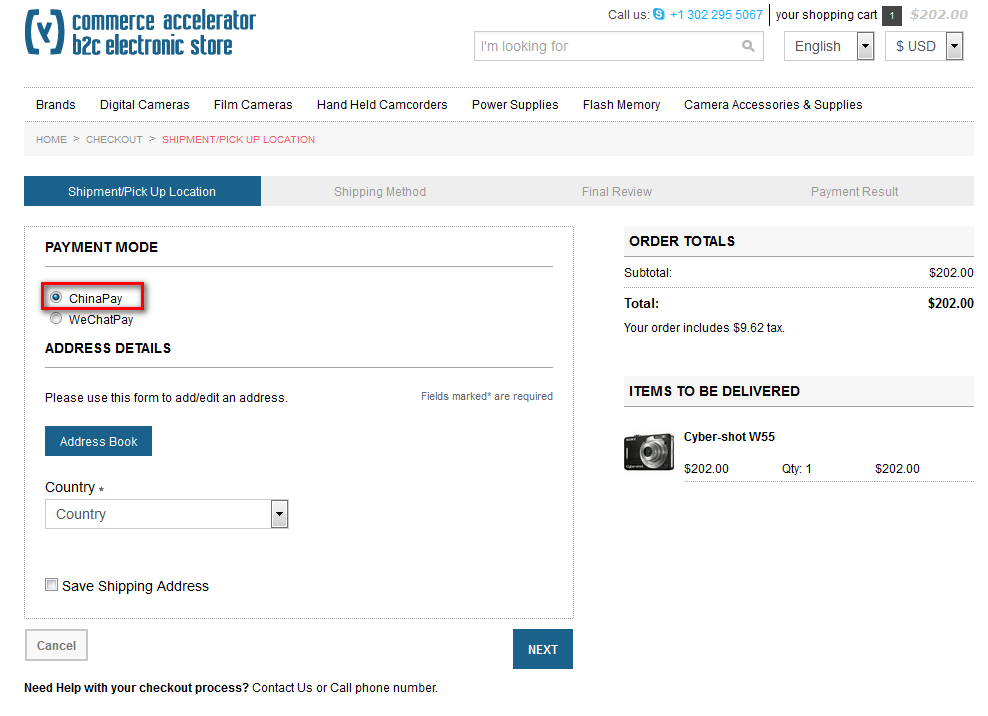 commerce accelerator
b2c electronic store
Call us: +1 302 295 5067 your shopping cart 1 $202.00
I'm looking for English $ USD
Brands Digital Cameras Film Cameras Hand Held Camcorders Power Supplies Flash Memory Camera Accessories & Supplies
HOME > CHECKOUT > SHIPMENT/PICK UP LOCATION
Shipment/Pick Up Location Shipping Method Final Review Payment Result
PAYMENT MODE
ChinaPay
WeChatPay
ADDRESS DETAILS
Please use this form to add/edit an address. Fields marked* are required
Address Book
Country *
Country
Save Shipping Address
Cancel NEXT
Need Help with your checkout process? Contact Us or Call phone number.
ORDER TOTALS
Subtotal: $202.00
Total: $202.00
Your order includes $9.62 tax.
ITEMS TO BE DELIVERED
Cyber-shot W55
$202.00 Qty: 1 $202.00